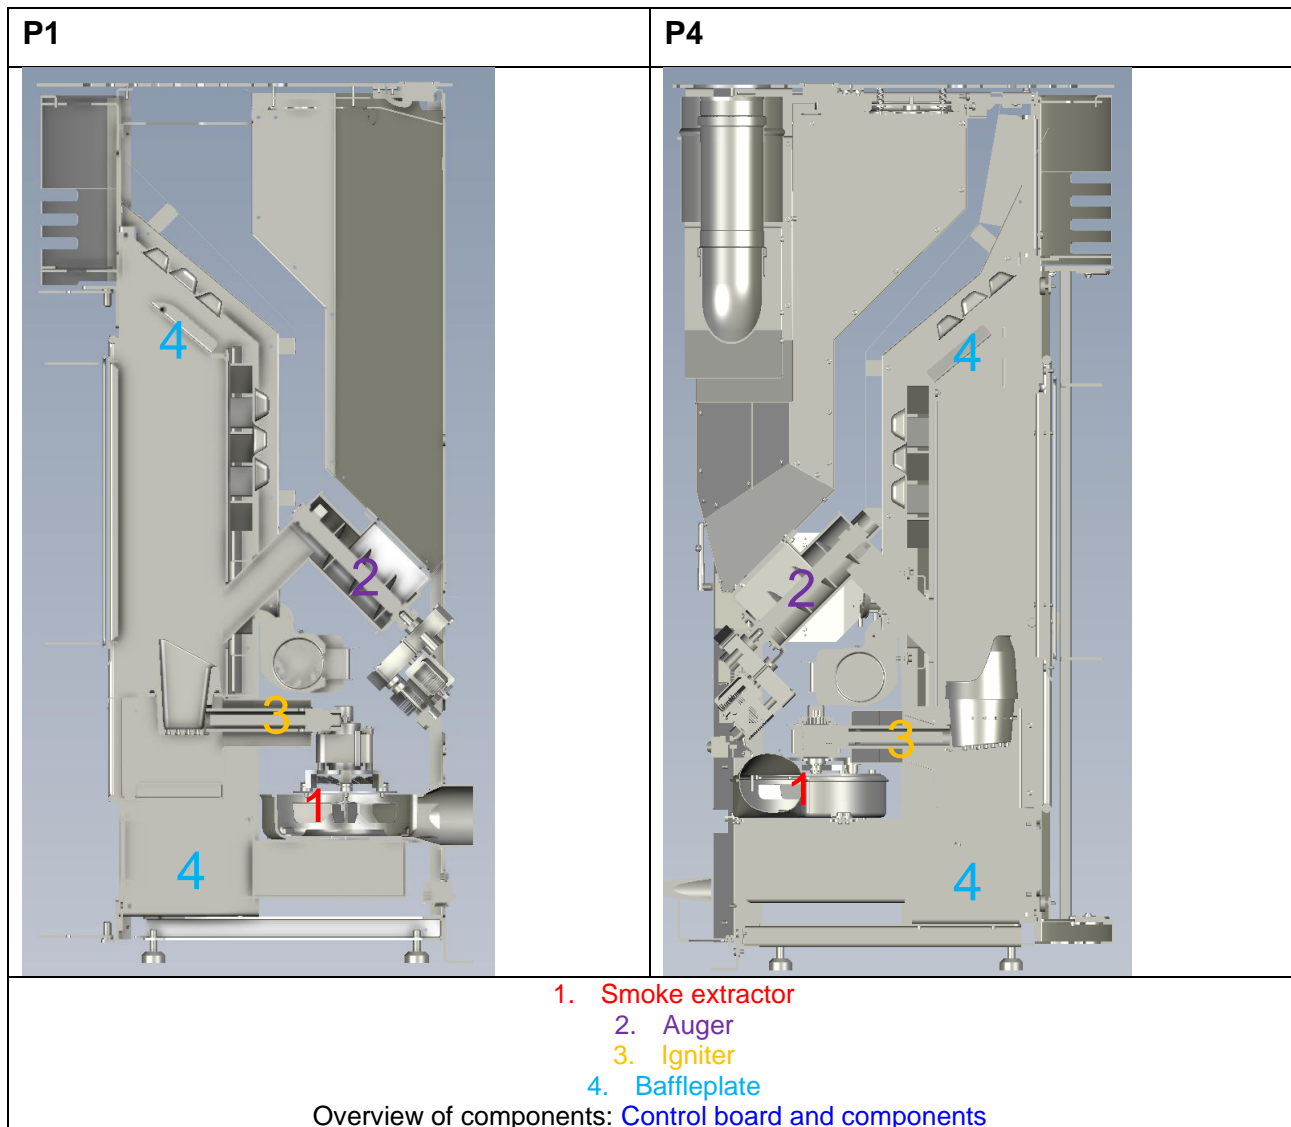 P1
P4
4
4
2
2
3
3
1
1
4
4
1. Smoke extractor
2. Auger
3. Igniter
4. Baffleplate
Overview of components: Control board and components